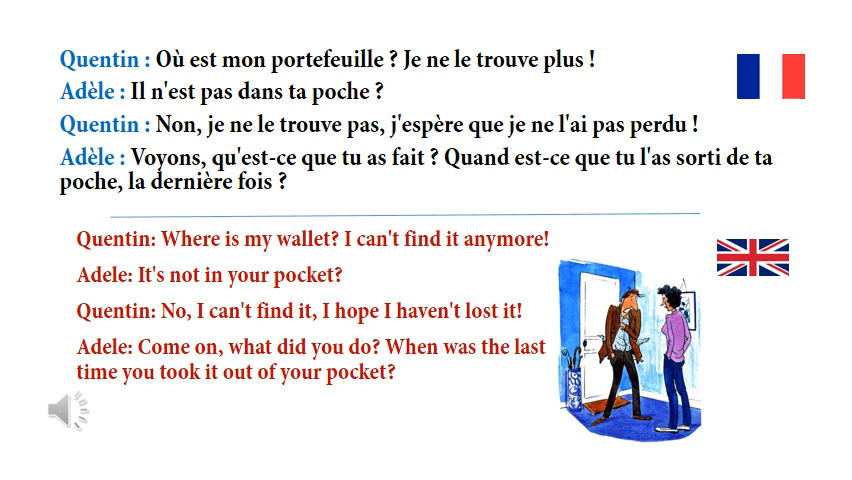 Quentin : Où est mon portefeuille ? Je ne le trouve plus !
Adèle : Il n'est pas dans ta poche ?
Quentin : Non, je ne le trouve pas, j'espère que je ne l'ai pas perdu !
Adèle : Voyons, qu'est-ce que tu as fait ? Quand est-ce que tu l'as sorti de ta
poche, la dernière fois ?
Quentin: Where is my wallet? I can't find it anymore!
Adele: It's not in your pocket?
Quentin: No, I can't find it, I hope I haven't lost it!
Adele: Come on, what did you do? When was the last
time you took it out of your pocket?